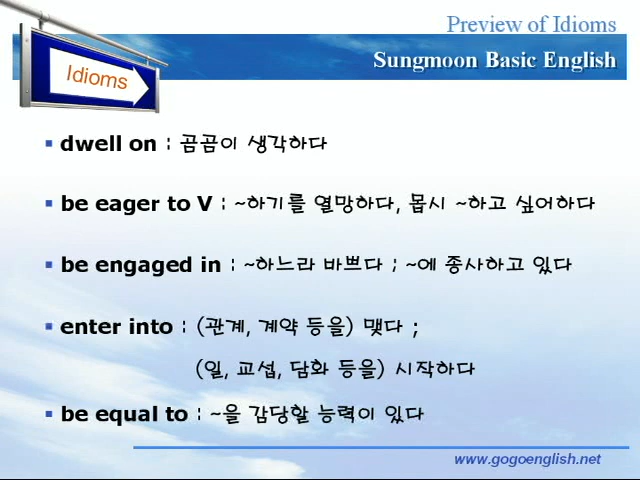 Preview of Idioms
Sungmoon Basic English
Idioms
dwell on : 곰곰이 생각하다
be eager to V : ~하기를 열망하다, 몹시 ~하고 싶어하다
be engaged in : ~하느라 바쁘다 ; ~에 종사하고 있다
enter into : (관계, 계약 등을) 맺다 ;
(일, 교섭, 담화 등을) 시작하다
be equal to : ~을 감당할 능력이 있다
www.gogoenglish.net